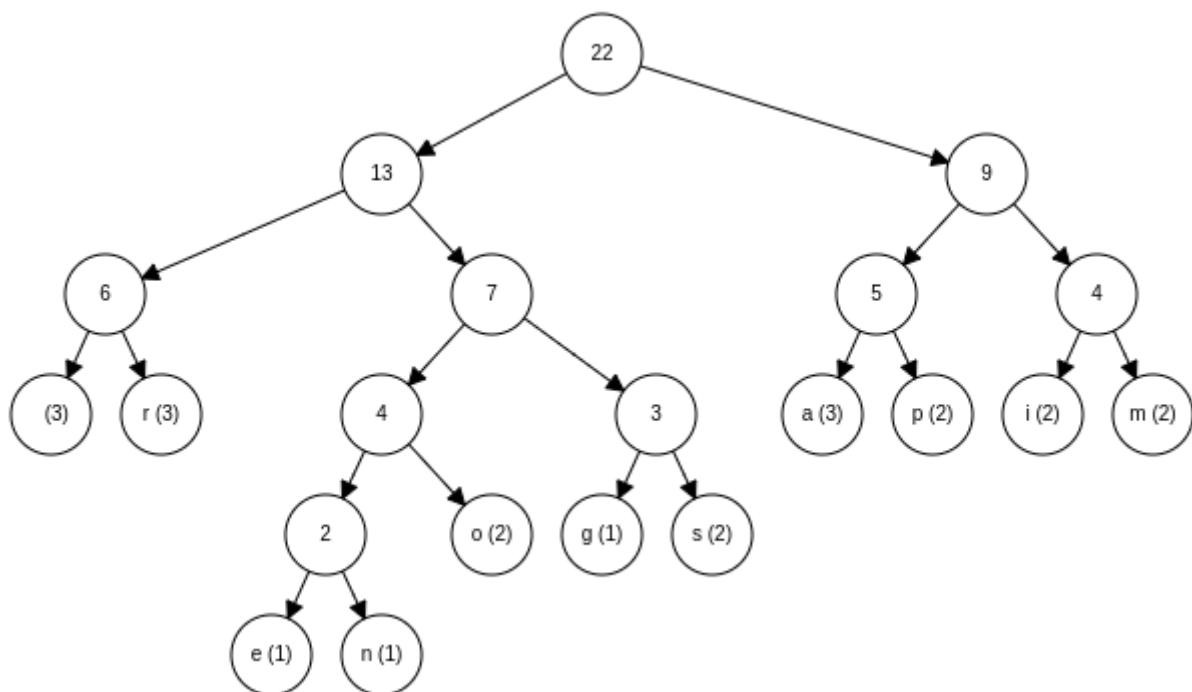 22
13
9
6
7
5
4
(3)
r (3)
4
3
a (3)
p (2)
i (2)
m (2)
2
o (2)
g (1)
s (2)
e (1)
n (1)